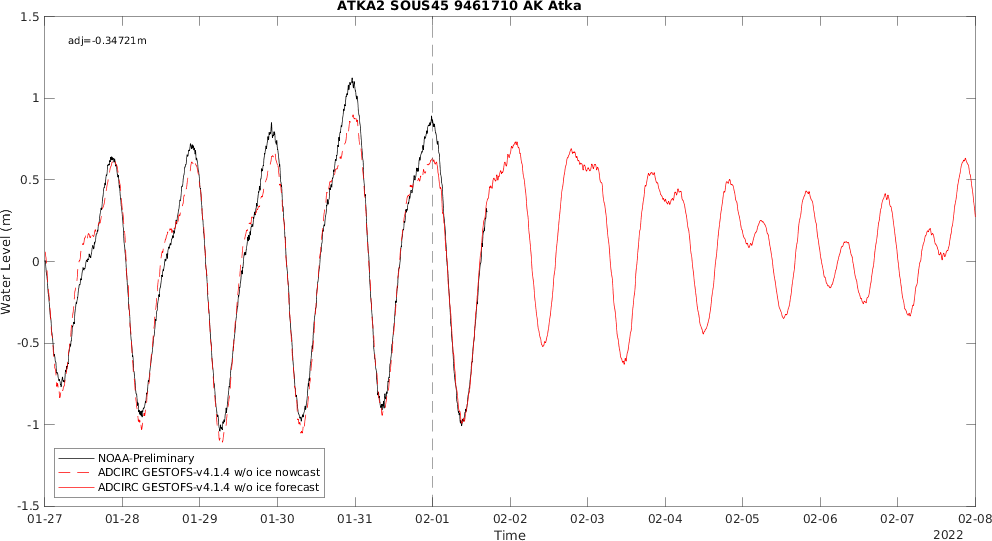 ATKA2 SOUS45 9461710 AK Atka
adj=-0.34721m
1.5
1
0.5
0
-0.5
-1
-1.5
Water Level (m)
NOAA-Preliminary
ADCIRC GESTOFS-v4.1.4 w/o ice nowcast
ADCIRC GESTOFS-v4.1.4 w/o ice forecast
01-27 01-28 01-29 01-30 01-31 02-01 02-02 02-03 02-04 02-05 02-06 02-07 02-08
Time
2022